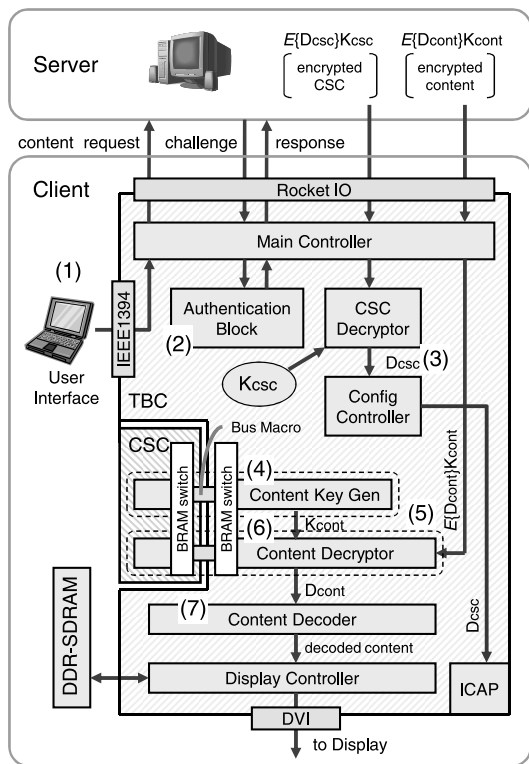 Server
E{Dcsc}Kcsc
encrypted
CSC
E{Dcont}Kcont
encrypted
content
content request
challenge
response
Client
Rocket IO
Main Controller
(1)
IEEE1394
User
Interface
Authentication
Block
(2)
CSC
Decryptor
Kcsc
Dcsc
(3)
Config
Controller
TBC
Bus Macro
CSC
BRAM switch
BRAM switch
(4)
Content Key Gen
Kcont
(5)
E{Dcont}Kcont
(6)
Content Decryptor
Dcont
(7)
Content Decoder
decoded content
Dcsc
DDR-SDRAM
Display Controller
ICAP
DVI
to Display